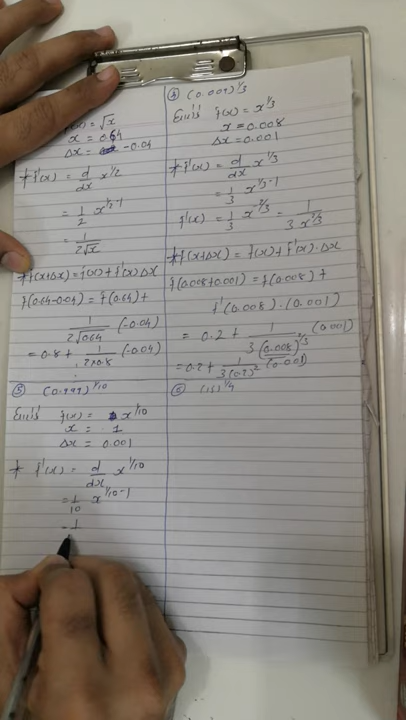 f(x) = √x
x = 0.64
Δx = -0.04
* f'(x) = d/dx x^1/2
= 1/2 x^1/2-1
= 1/2√x
* f(x+Δx) = f(x) + f'(x) Δx
f(0.64-0.04) = f(0.64) +
1/2√0.64 (-0.04)
= 0.8 + 1/2×0.8 (-0.04)
④ (0.009)^1/3
f(x) = x^1/3
x = 0.008
Δx = 0.001
* f'(x) = d/dx x^1/3
= 1/3 x^1/3-1
f'(x) = 1/3 x^-2/3 = 1/3 x^2/3
* f(x+Δx) = f(x) + f'(x)·Δx
f(0.008+0.001) = f(0.008) +
f'(0.008)·(0.001)
= 0.2 + 1/3(0.008)^2/3 · (0.001)
= 0.2 + 1/3(0.2)² (0.001)
⑤ (0.999)^1/10
f(x) = x^1/10
x = 1
Δx = 0.001
* f'(x) = d/dx x^1/10
= 1/10 x^1/10-1
= 1
⑥ (15)^1/4